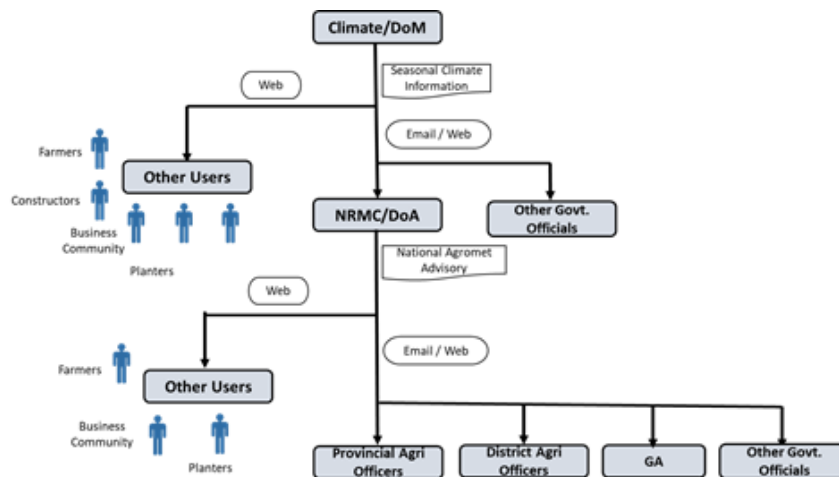 Climate/DoM
Seasonal Climate
Information
Web
Email / Web
Farmers
Other Users
Constructors
Business
Community
Planters
NRMC/DoA
Other Govt.
Officials
National Agromet
Advisory
Web
Email / Web
Farmers
Other Users
Business
Community
Planters
Provincial Agri
Officers
District Agri
Officers
GA
Other Govt.
Officials